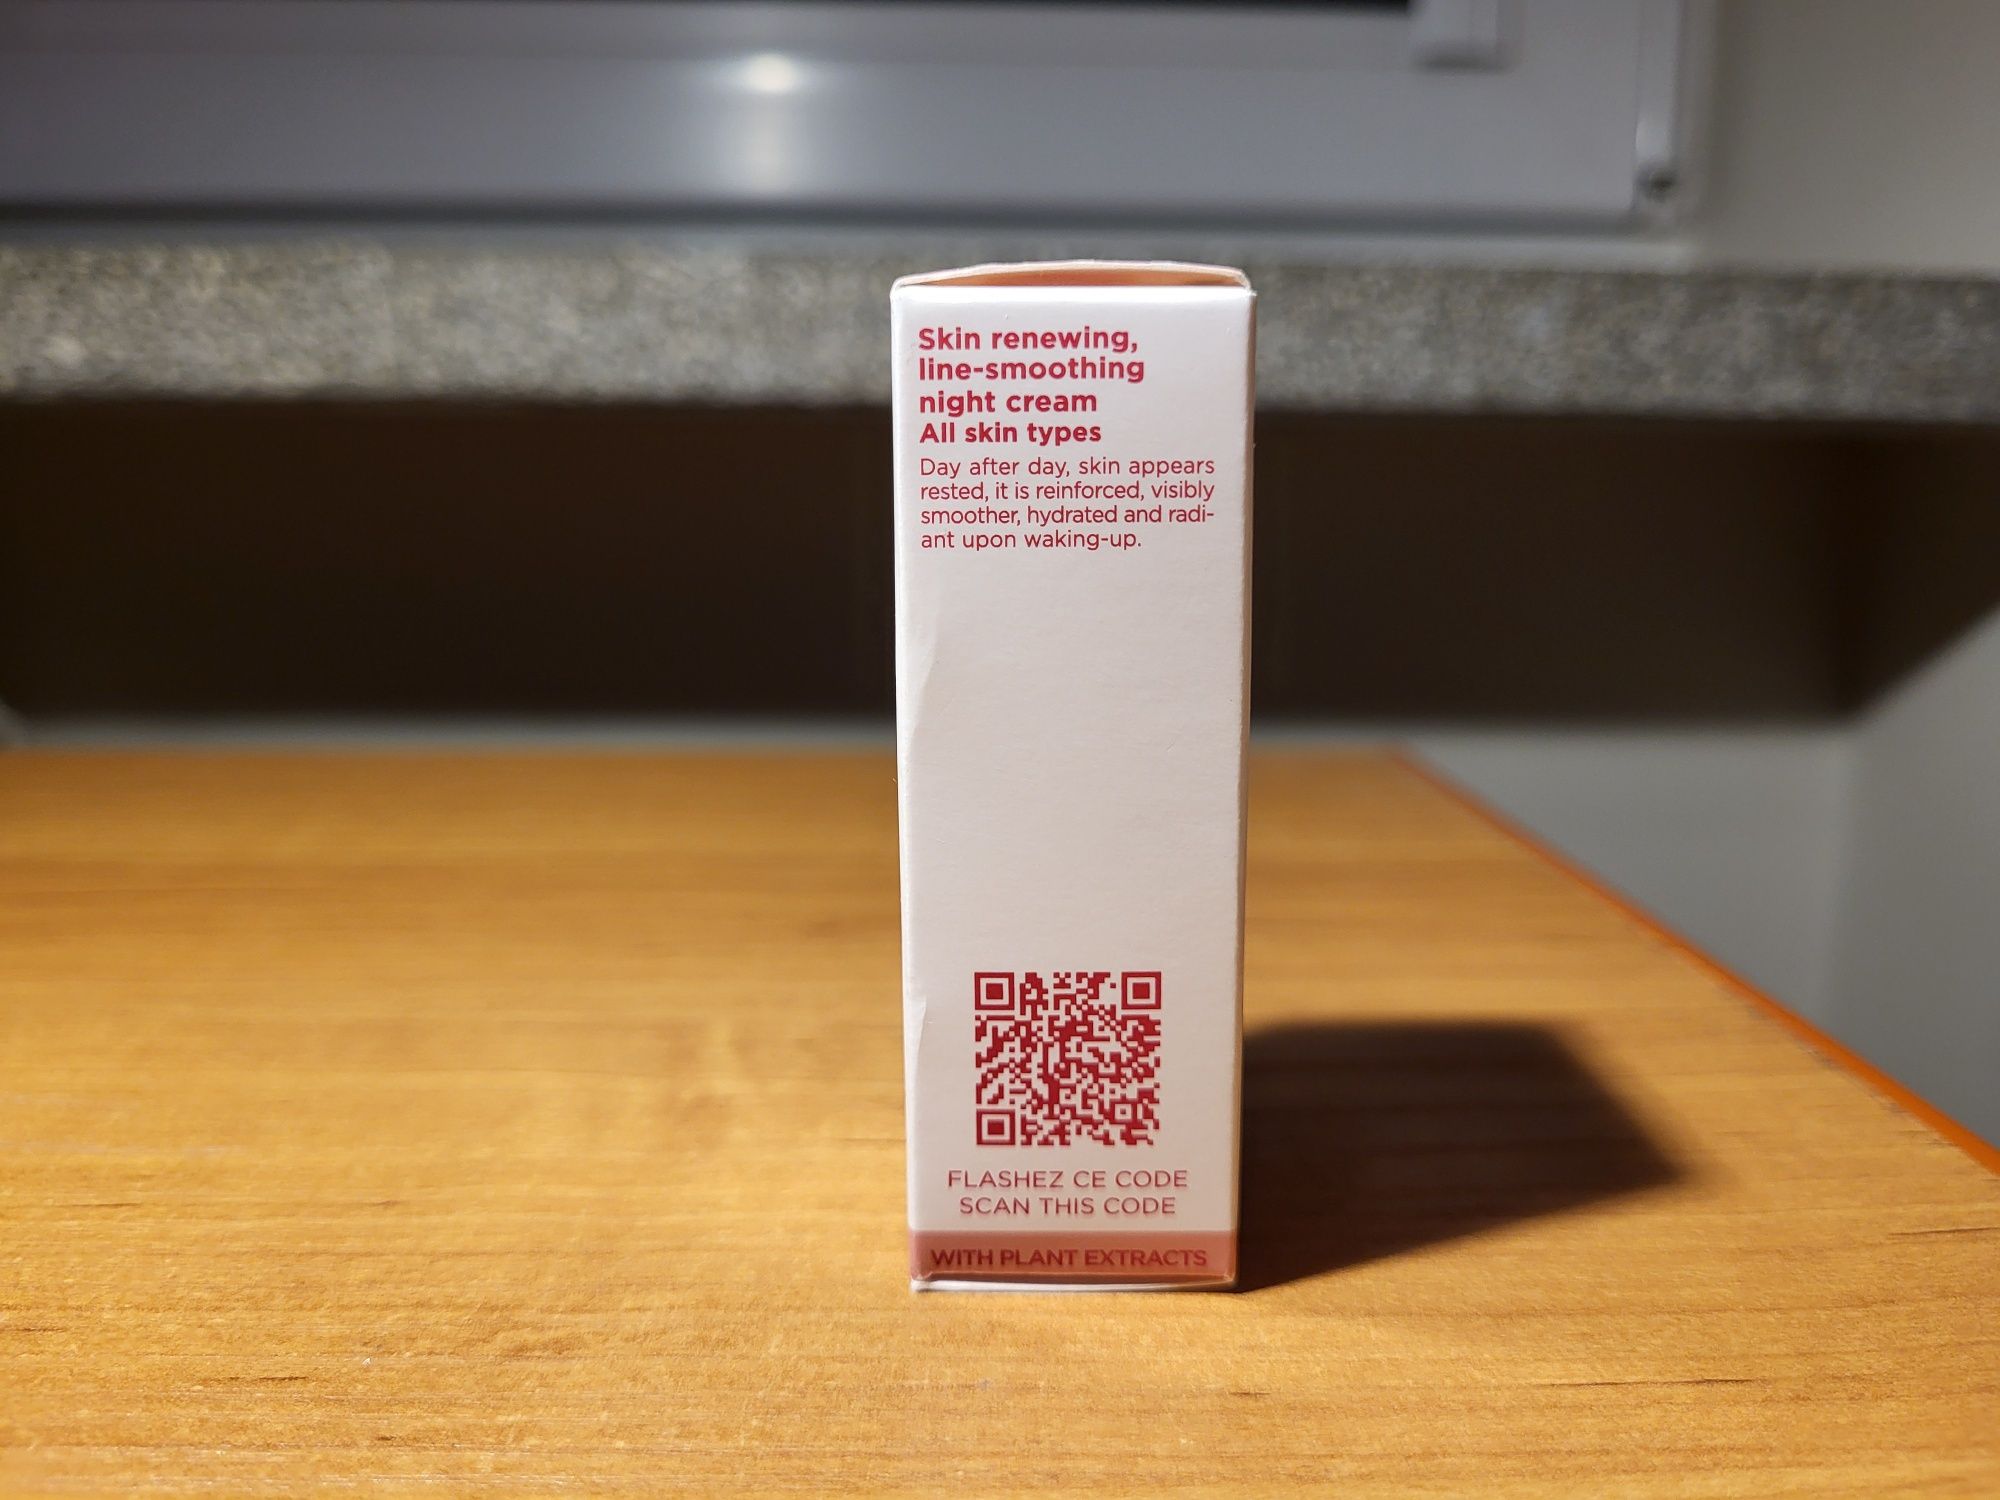 Skin renewing,
line-smoothing
night cream
All skin types
Day after day, skin appears
rested, it is reinforced, visibly
smoother, hydrated and radi-
ant upon waking-up.
FLASHEZ CE CODE
SCAN THIS CODE
WITH PLANT EXTRACTS